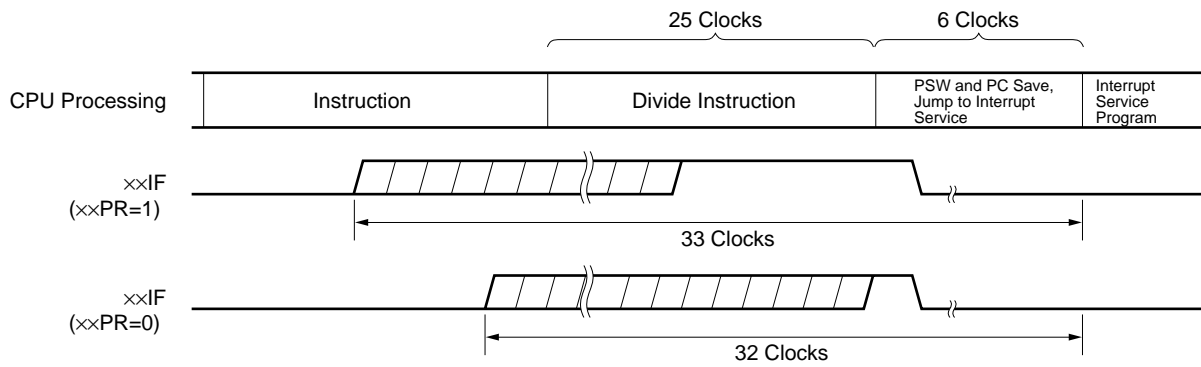 25 Clocks
6 Clocks
CPU Processing
Instruction
Divide Instruction
PSW and PC Save,
Jump to Interrupt
Service
Interrupt
Service
Program
××IF
(××PR=1)
33 Clocks
××IF
(××PR=0)
32 Clocks